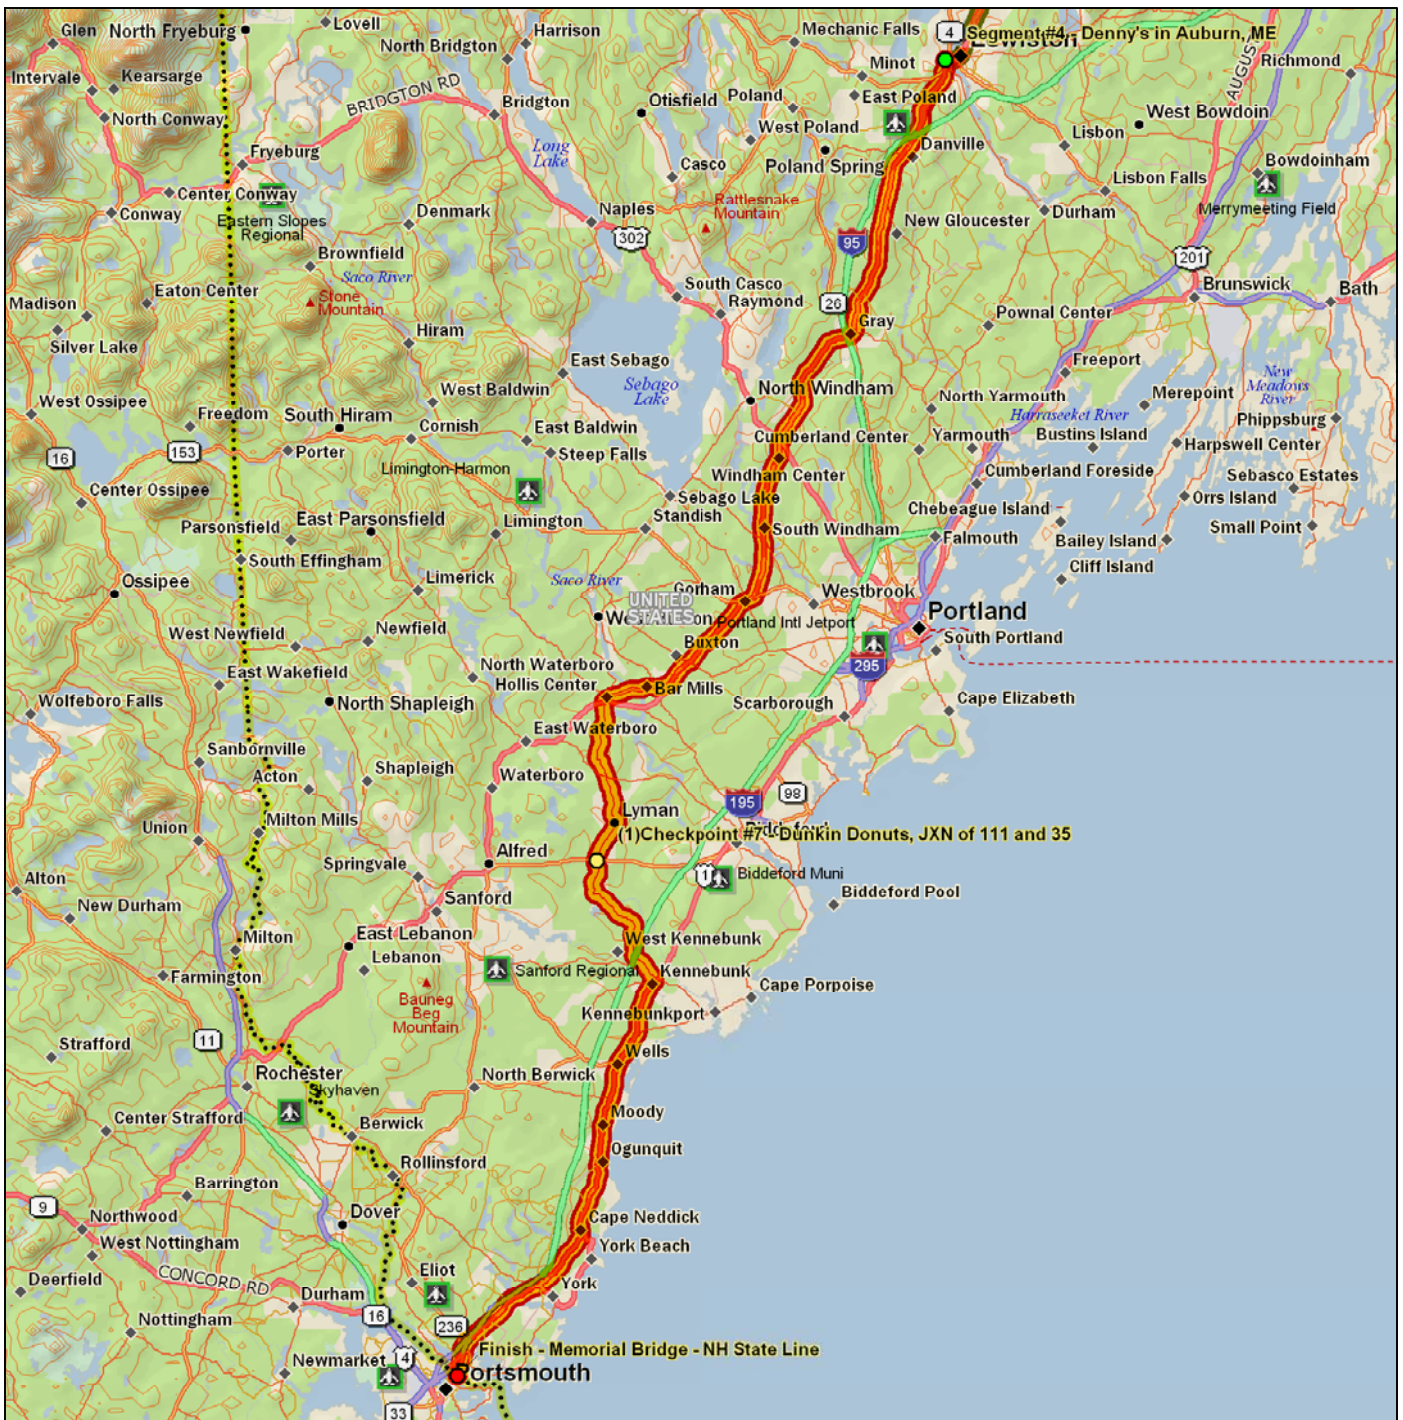 Glen
North Fryeburg
Lovell
Harrison
Mechanic Falls
4
Segment #4 - Denny's in Auburn, ME
Lewiston
North Bridgton
Minot
Richmond
Intervale
Kearsarge
BRIDGTON RD
Bridgton
Otisfield
Poland
East Poland
AUGUST
North Conway
West Poland
West Bowdoin
Lisbon
Fryeburg
Long
Lake
Casco
Poland Spring
Danville
Bowdoinham
Center Conway
Rattlesnake
Mountain
Lisbon Falls
Conway
Eastern Slopes
Regional
Denmark
Naples
302
New Gloucester
Durham
Merrymeeting Field
95
Brownfield
Saco River
201
Eaton Center
South Casco
Brunswick
Bath
Madison
Stone
Mountain
Raymond
26
Gray
Pownal Center
Silver Lake
Hiram
East Sebago
Freeport
Sebago
Lake
North Windham
New
Meadows
River
West Ossipee
West Baldwin
North Yarmouth
Merepoint
Freedom
South Hiram
Harraseeket River
Phippsburg
Cornish
East Baldwin
Cumberland Center
Yarmouth
Bustins Island
16
153
Porter
Steep Falls
Harpswell Center
Limington-Harmon
Windham Center
Cumberland Foreside
Sebasco Estates
Center Ossipee
Sebago Lake
Orrs Island
Parsonsfield
East Parsonsfield
Limington
Standish
South Windham
Chebeague Island
Small Point
South Effingham
Falmouth
Bailey Island
Ossipee
Limerick
Saco River
Cliff Island
Gorham
Westbrook
UNITED
STATES
Portland
Portland Intl Jetport
West Newfield
Newfield
Buxton
South Portland
East Wakefield
North Waterboro
295
Hollis Center
Bar Mills
Wolfeboro Falls
North Shapleigh
Scarborough
Cape Elizabeth
East Waterboro
Sanbornville
Acton
Shapleigh
Waterboro
195
98
Milton Mills
Lyman
Union
Biddeford
(1)Checkpoint #7 - Dunkin Donuts, JXN of 111 and 35
Springvale
Alfred
1
Biddeford Muni
Alton
Biddeford Pool
New Durham
Sanford
East Lebanon
Milton
West Kennebunk
Lebanon
Farmington
Sanford Regional
Kennebunk
Cape Porpoise
Bauneg
Beg
Mountain
Kennebunkport
Strafford
11
Wells
Rochester
North Berwick
Skyhaven
Center Strafford
Berwick
Moody
Ogunquit
Rollinsford
Barrington
9
Northwood
Dover
Cape Neddick
West Nottingham
York Beach
Deerfield
CONCORD RD
Eliot
York
Durham
Nottingham
16
236
Finish - Memorial Bridge - NH State Line
Newmarket
4
Portsmouth
33